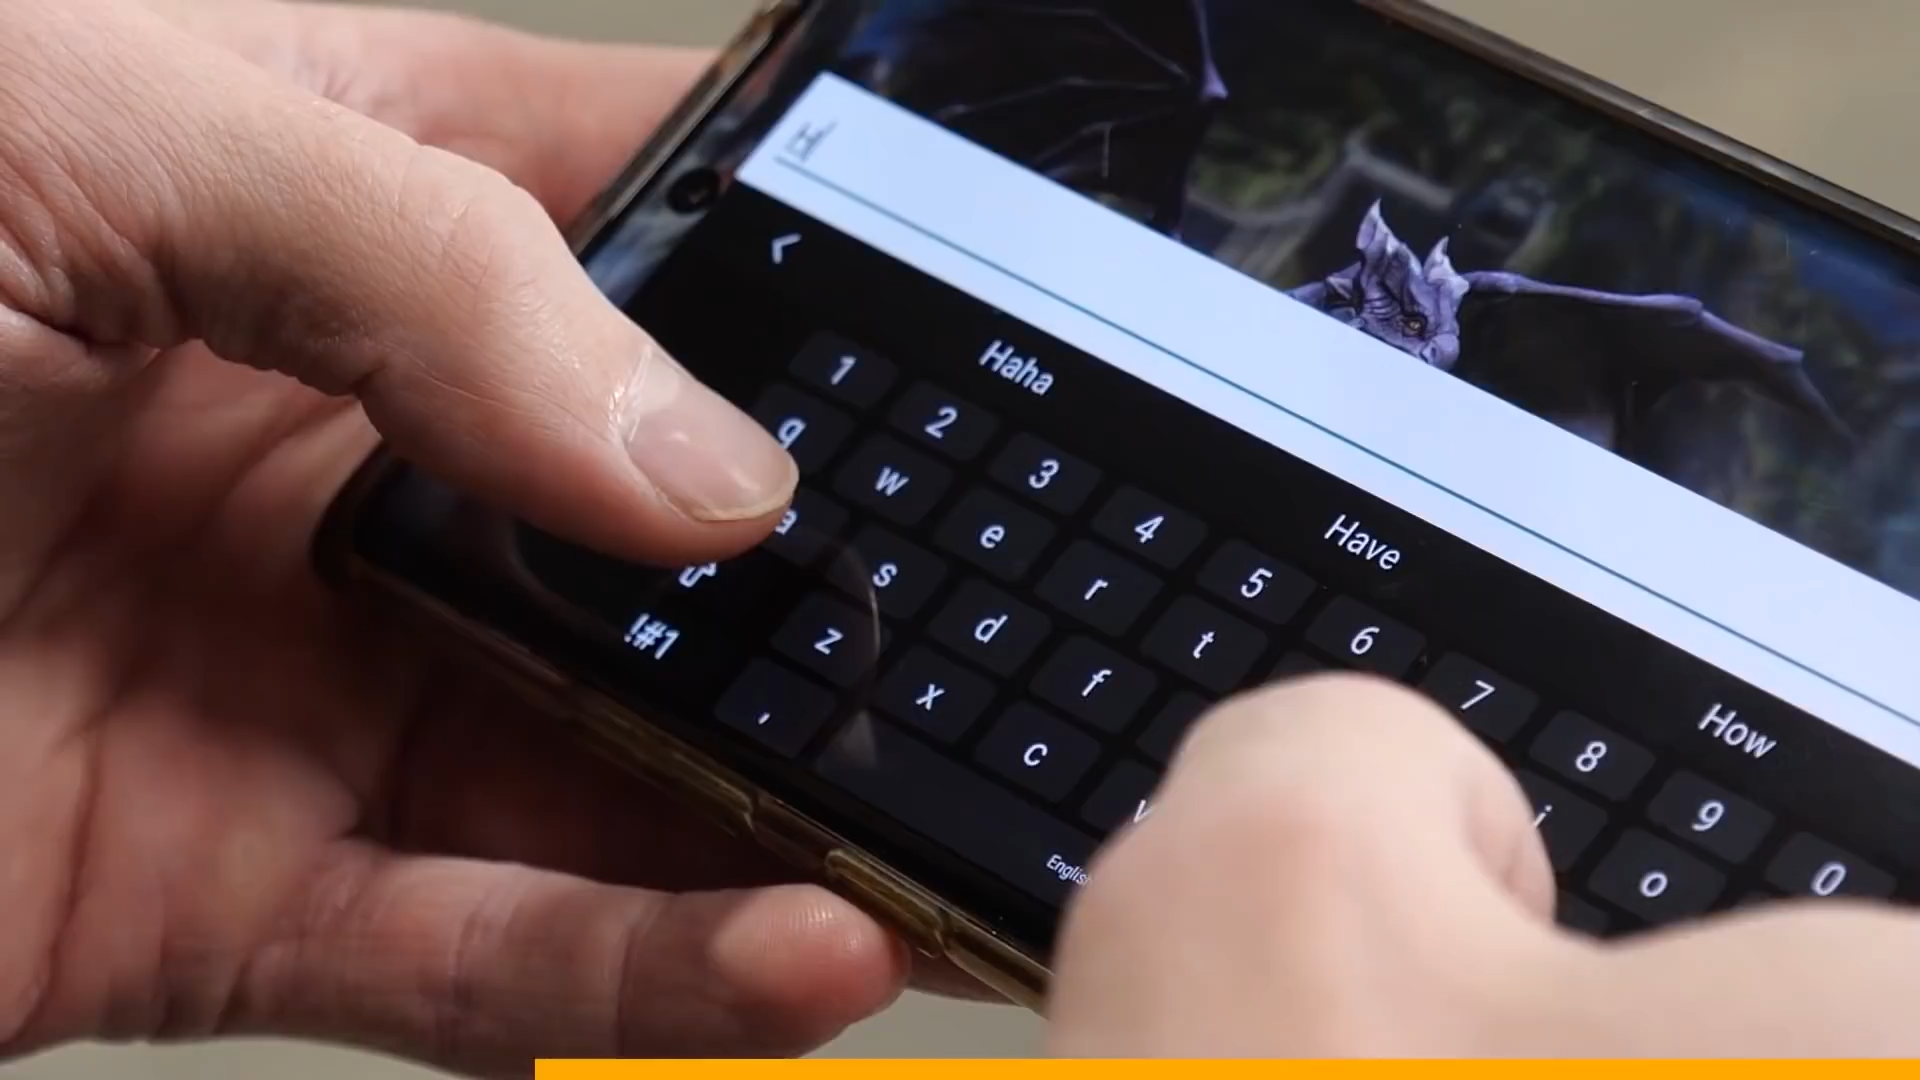 Haha Have How
1 2 3 4 5 6 7 8 9 0
q w e r t i o
a s d f
z x c v
!#1 ,